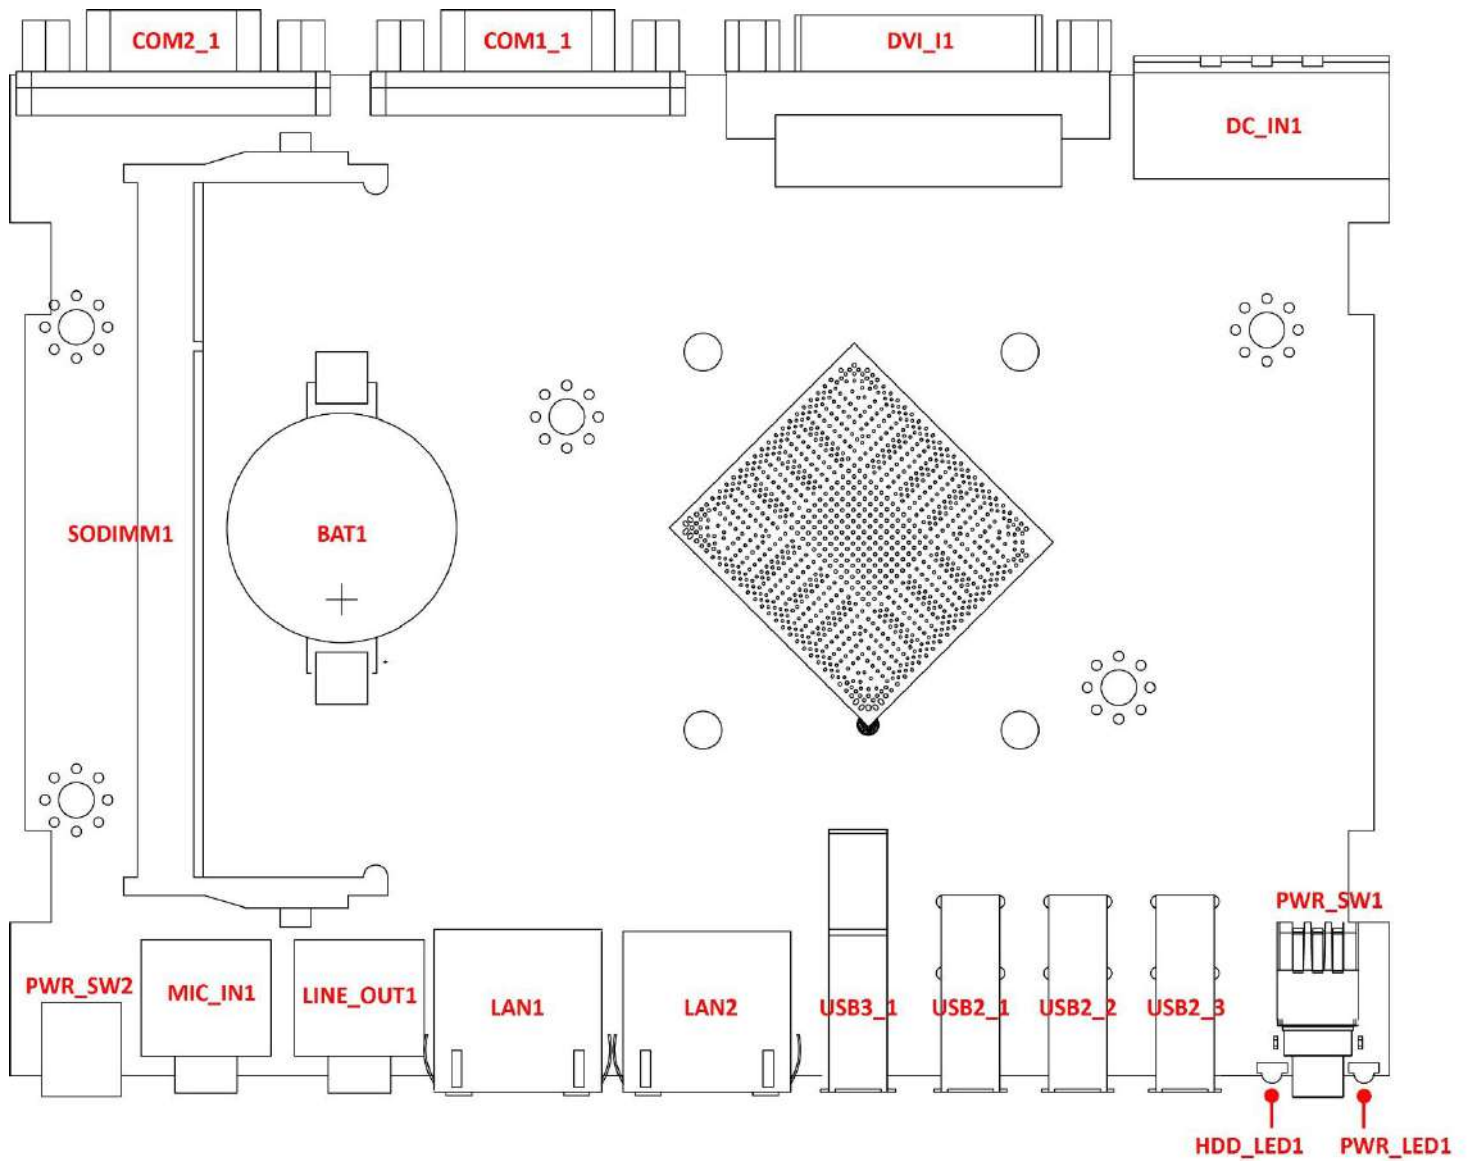 COM2_1
COM1_1
DVI_I1
DC_IN1
SODIMM1
BAT1
PWR_SW1
PWR_SW2
MIC_IN1
LINE_OUT1
LAN1
LAN2
USB3_1
USB2_1
USB2_2
USB2_3
HDD_LED1
PWR_LED1